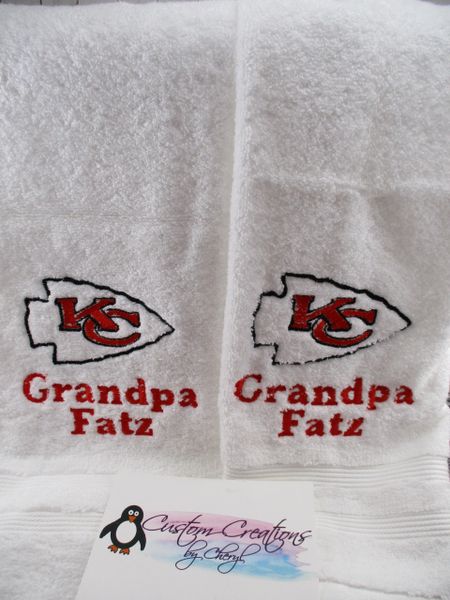 KC
Grandpa
Fatz
KC
Grandpa
Fatz
Custom Creations
by Cheryl